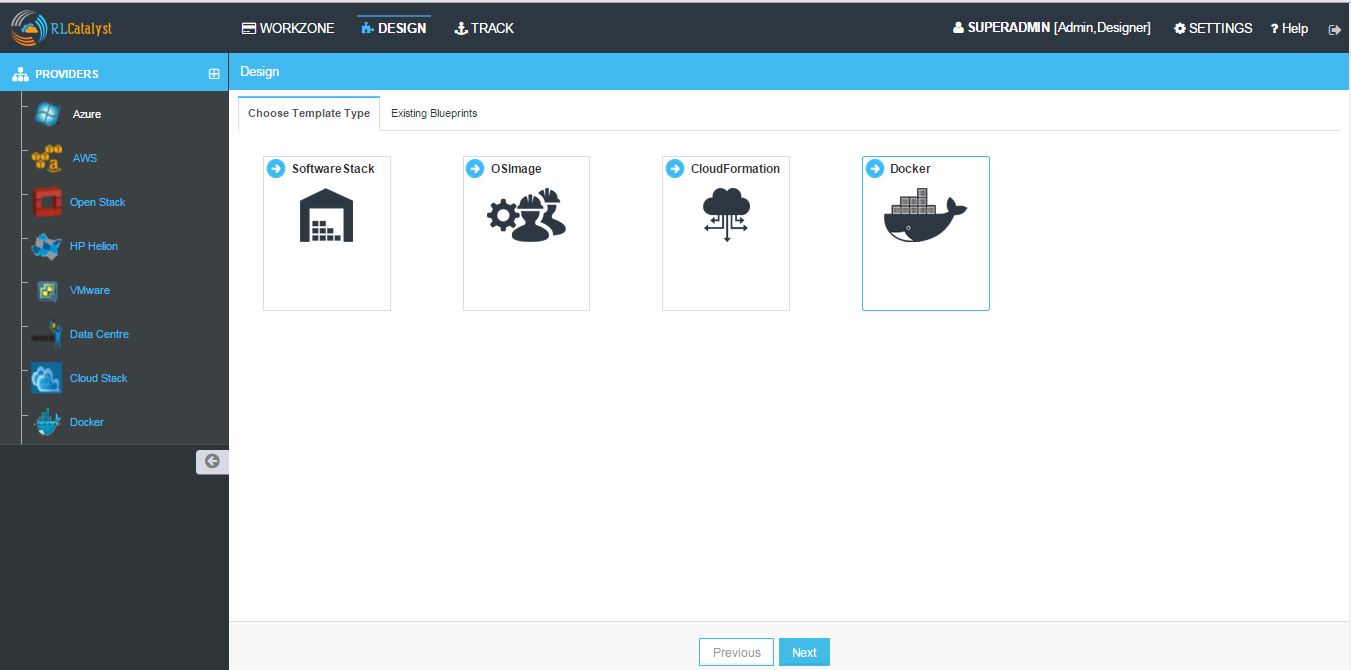 RLCatalyst
WORKZONE DESIGN TRACK SUPERADMIN [Admin,Designer] SETTINGS ? Help
PROVIDERS
Design
Azure
AWS
Open Stack
HP Helion
VMware
Data Centre
Cloud Stack
Docker
Choose Template Type Existing Blueprints
SoftwareStack OSImage CloudFormation Docker
Previous Next